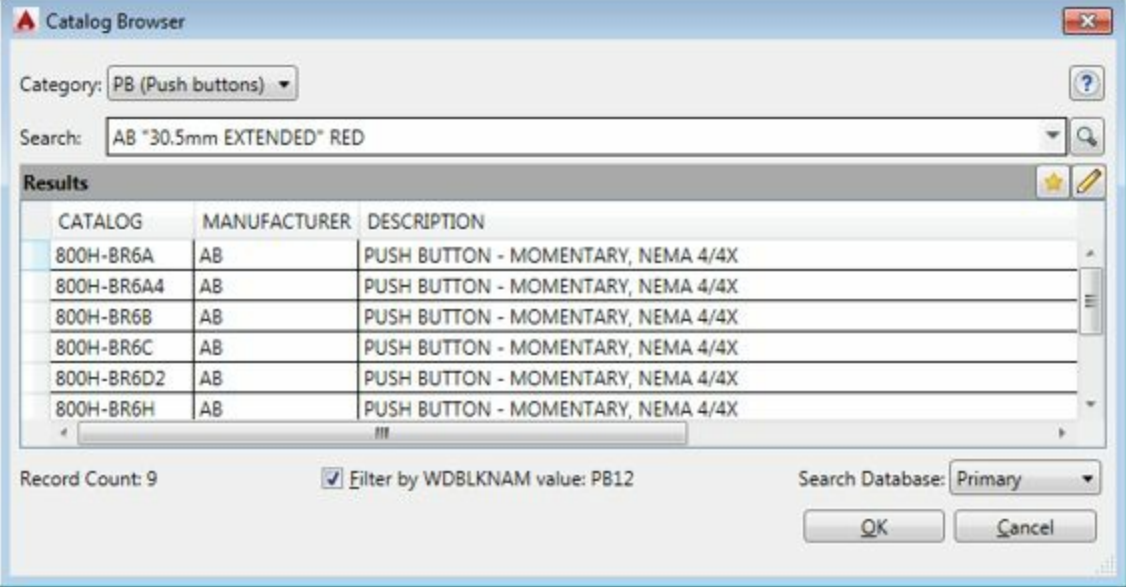 Catalog Browser
Category: PB (Push buttons)
?
Search: AB "30.5mm EXTENDED" RED
Results
CATALOG MANUFACTURER DESCRIPTION
800H-BR6A AB PUSH BUTTON - MOMENTARY, NEMA 4/4X
800H-BR6A4 AB PUSH BUTTON - MOMENTARY, NEMA 4/4X
800H-BR6B AB PUSH BUTTON - MOMENTARY, NEMA 4/4X
800H-BR6C AB PUSH BUTTON - MOMENTARY, NEMA 4/4X
800H-BR6D2 AB PUSH BUTTON - MOMENTARY, NEMA 4/4X
800H-BR6H AB PUSH BUTTON - MOMENTARY, NEMA 4/4X
Record Count: 9 Filter by WDBLKNAM value: PB12 Search Database: Primary
OK Cancel